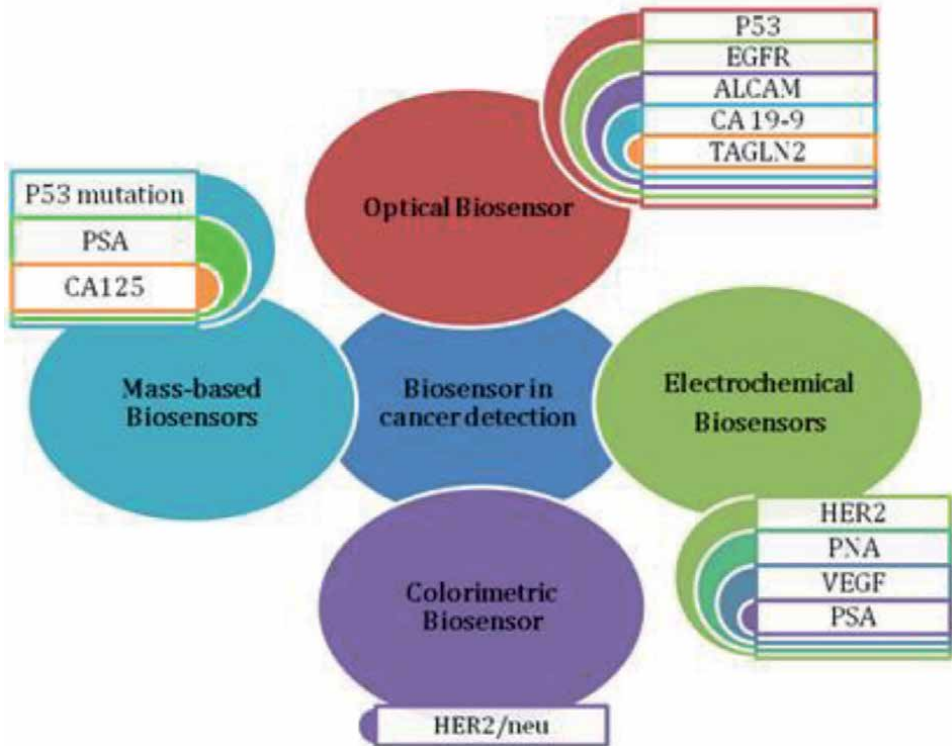 P53
EGFR
ALCAM
CA 19-9
TAGLN2
Optical Biosensor
P53 mutation
PSA
CA125
Mass-based
Biosensors
Biosensor in
cancer detection
Electrochemical
Biosensors
HER2
PNA
VEGF
PSA
Colorimetric
Biosensor
HER2/neu